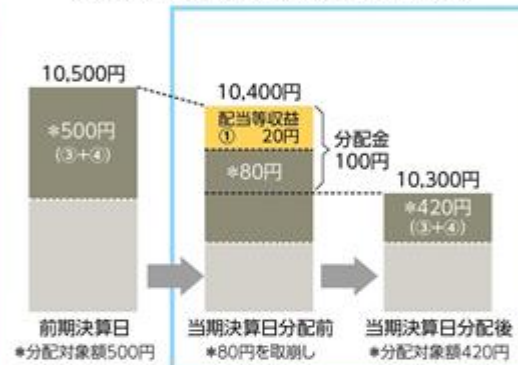 10,500円
10,400円
配当等収益
① 20円
分配金
100円
*500円
(③+④)
*80円
10,300円
*420円
(③+④)
前期決算日
当期決算日分配前
当期決算日分配後
*分配対象額500円
*80円を取崩し
*分配対象額420円